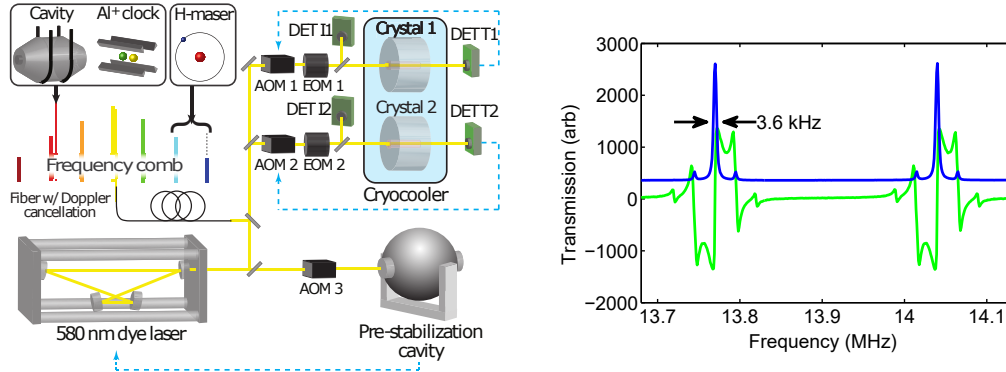 Cavity Al+ clock H-maser
DET I1
Crystal 1
DET T1
AOM 1 EOM 1
DET I2
Crystal 2
DET T2
AOM 2 EOM 2
Frequency comb
Cryocooler
Fiber w/ Doppler
cancellation
AOM 3
580 nm dye laser
Pre-stabilization
cavity
3000
2000
1000
0
−1000
−2000
Transmission (arb)
3.6 kHz
13.7 13.8 13.9 14 14.1
Frequency (MHz)